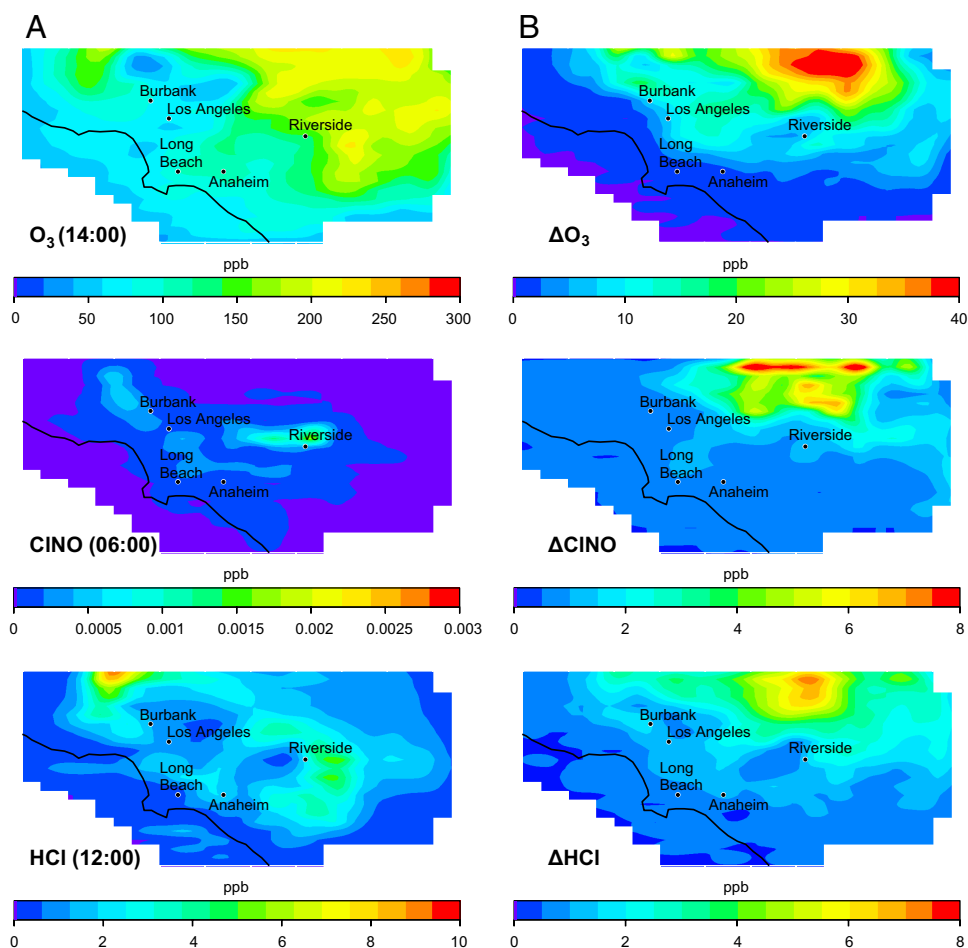 A
B
Burbank
Los Angeles
Riverside
Long
Beach
Anaheim
O₃ (14:00)
ppb
0 50 100 150 200 250 300
Burbank
Los Angeles
Riverside
Long
Beach
Anaheim
ΔO₃
ppb
0 10 20 30 40
Burbank
Los Angeles
Riverside
Long
Beach
Anaheim
ClNO (06:00)
ppb
0 0.0005 0.001 0.0015 0.002 0.0025 0.003
Burbank
Los Angeles
Riverside
Long
Beach
Anaheim
ΔClNO
ppb
0 2 4 6 8
Burbank
Los Angeles
Riverside
Long
Beach
Anaheim
HCl (12:00)
ppb
0 2 4 6 8 10
Burbank
Los Angeles
Riverside
Long
Beach
Anaheim
ΔHCl
ppb
0 2 4 6 8